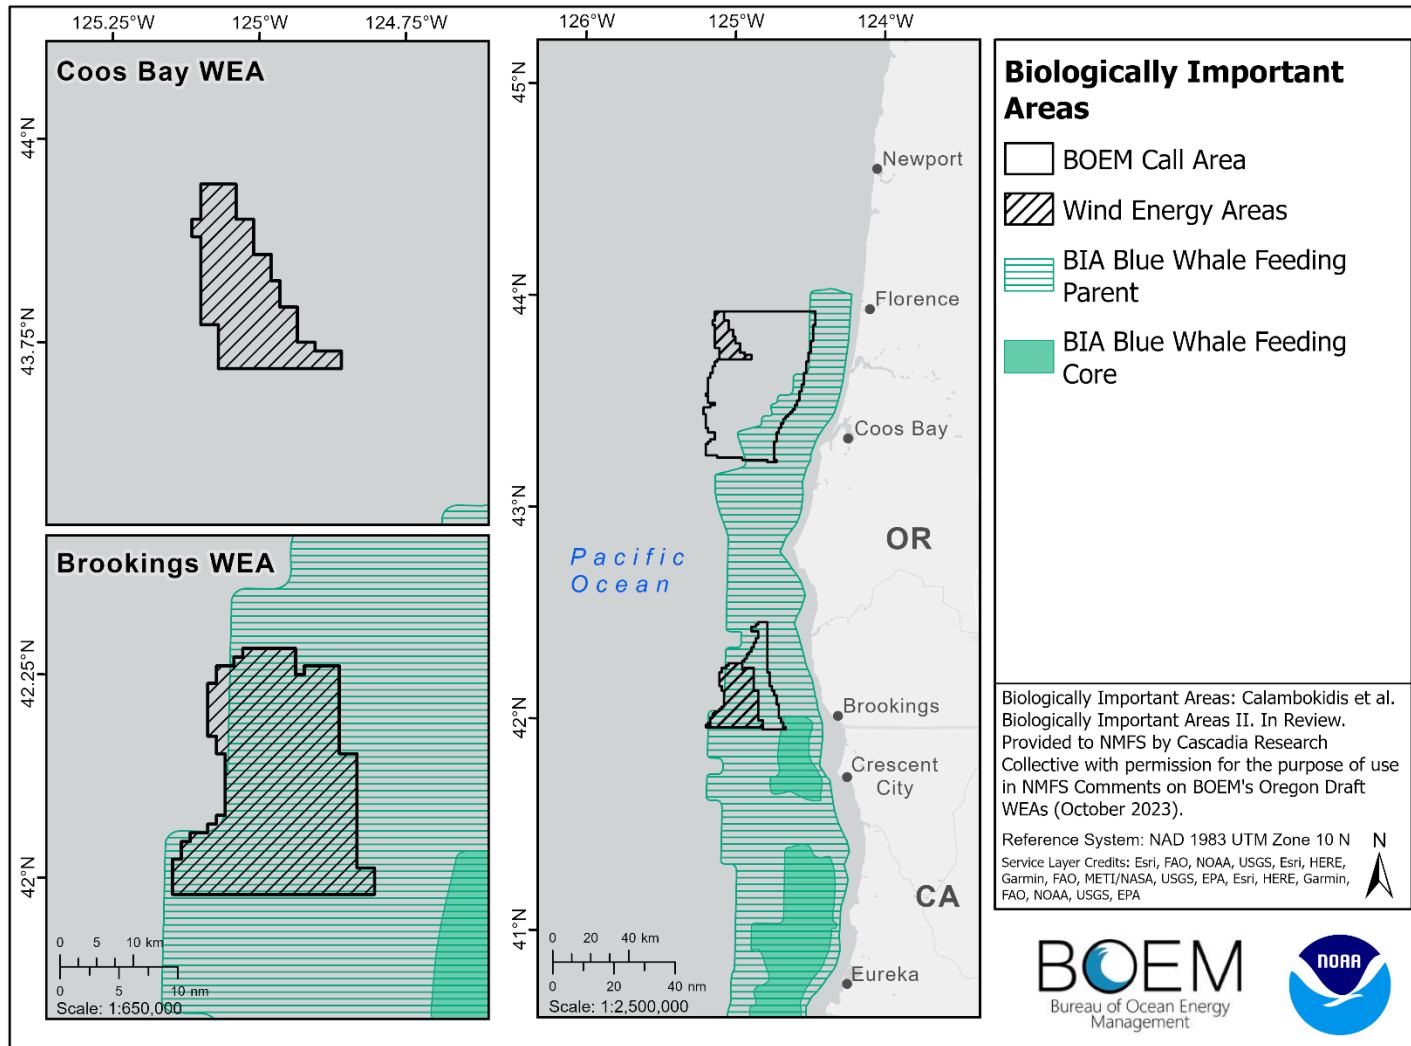 125.25°W
125°W
124.75°W
126°W
125°W
124°W
Coos Bay WEA
44°N
43.75°N
Brookings WEA
42.25°N
42°N
0 5 10 km
0 5 10 nm
Scale: 1:650,000
45°N
44°N
43°N
42°N
41°N
Newport
Florence
Coos Bay
OR
Pacific
Ocean
Brookings
Crescent
City
CA
Eureka
0 20 40 km
0 20 40 nm
Scale: 1:2,500,000
Biologically Important
Areas
BOEM Call Area
Wind Energy Areas
BIA Blue Whale Feeding
Parent
BIA Blue Whale Feeding
Core
Biologically Important Areas: Calambokidis et al.
Biologically Important Areas II. In Review.
Provided to NMFS by Cascadia Research
Collective with permission for the purpose of use
in NMFS Comments on BOEM's Oregon Draft
WEAs (October 2023).
Reference System: NAD 1983 UTM Zone 10 N
N
Service Layer Credits: Esri, FAO, NOAA, USGS, Esri, HERE,
Garmin, FAO, METI/NASA, USGS, EPA, Esri, HERE, Garmin,
FAO, NOAA, USGS, EPA
BOEM
Bureau of Ocean Energy
Management
NOAA